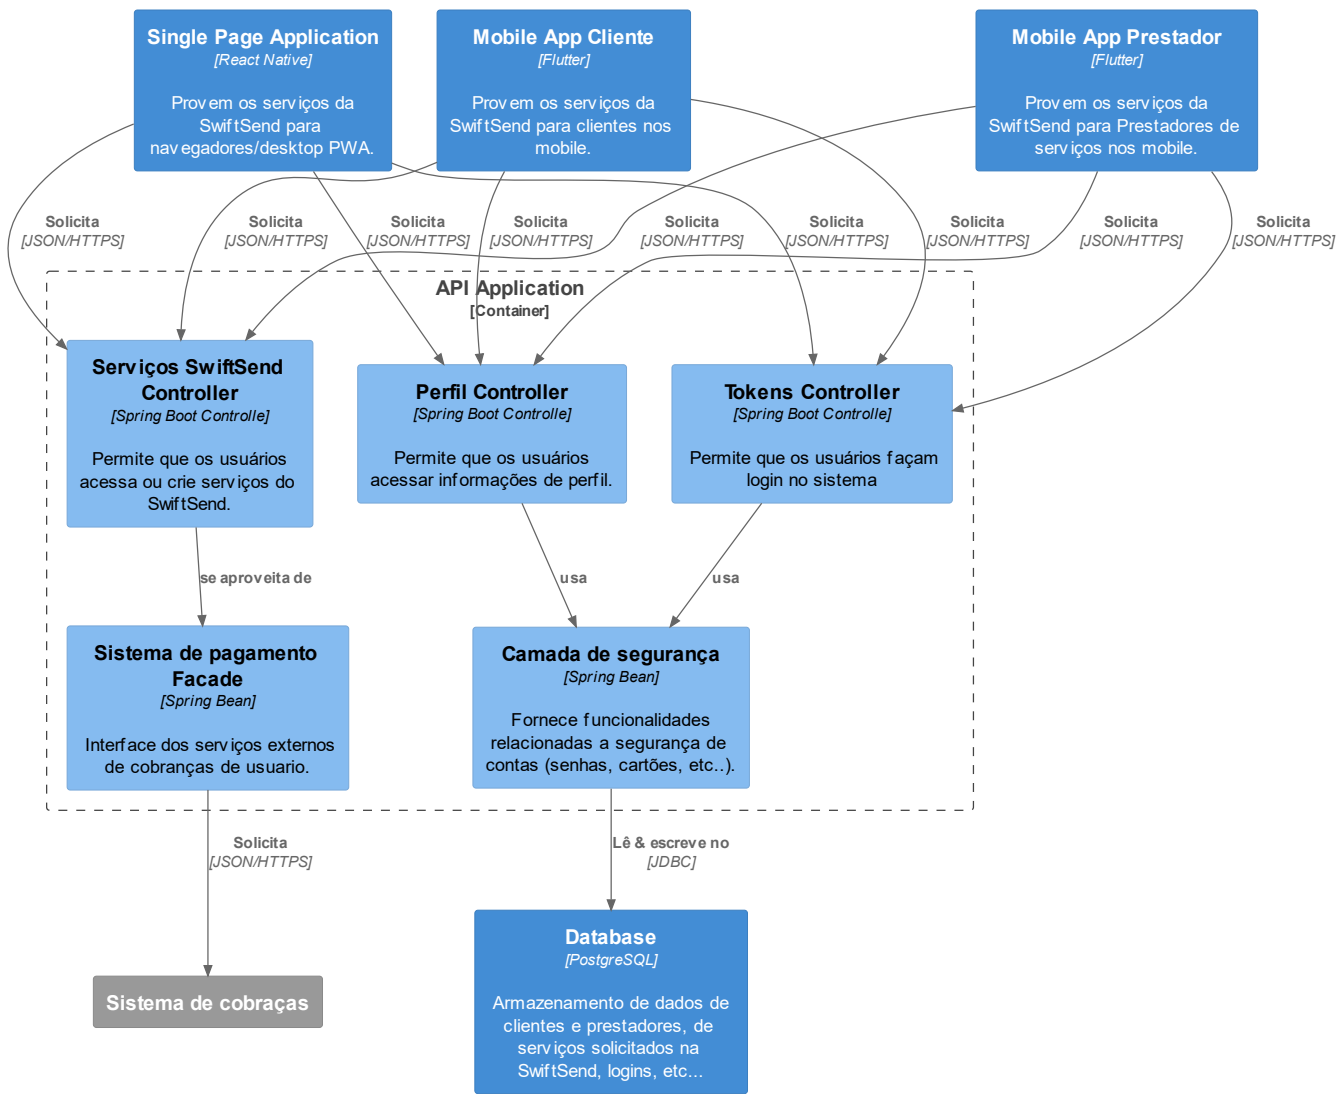 Single Page Application
[React Native]
Provem os serviços da
SwiftSend para
navegadores/desktop PWA.
Mobile App Cliente
[Flutter]
Provem os serviços da
SwiftSend para clientes nos
mobile.
Mobile App Prestador
[Flutter]
Provem os serviços da
SwiftSend para Prestadores de
serviços nos mobile.
Solicita
[JSON/HTTPS]
Solicita
[JSON/HTTPS]
Solicita
[JSON/HTTPS]
Solicita
[JSON/HTTPS]
Solicita
[JSON/HTTPS]
Solicita
[JSON/HTTPS]
Solicita
[JSON/HTTPS]
Solicita
[JSON/HTTPS]
Solicita
[JSON/HTTPS]
API Application
[Container]
Serviços SwiftSend
Controller
[Spring Boot Controlle]
Permite que os usuários
acessa ou crie serviços do
SwiftSend.
Perfil Controller
[Spring Boot Controlle]
Permite que os usuários
acessar informações de perfil.
Tokens Controller
[Spring Boot Controlle]
Permite que os usuários façam
login no sistema
se aproveita de
usa
usa
Sistema de pagamento
Facade
[Spring Bean]
Interface dos serviços externos
de cobranças de usuario.
Camada de segurança
[Spring Bean]
Fornece funcionalidades
relacionadas a segurança de
contas (senhas, cartões, etc..).
Solicita
[JSON/HTTPS]
Lê & escreve no
[JDBC]
Sistema de cobraças
Database
[PostgreSQL]
Armazenamento de dados de
clientes e prestadores, de
serviços solicitados na
SwiftSend, logins, etc...